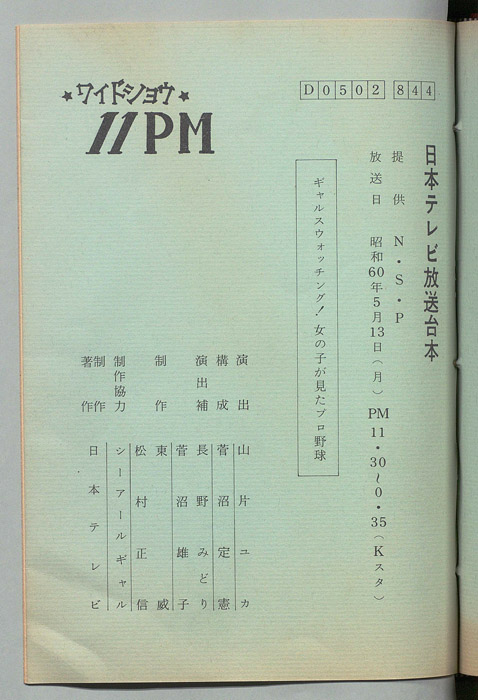 日本テレビ放送台本
D0502 844
提供 N・S・P
放送日 昭和60年5月13日(月) PM 11・30〜0・35(Kスタ)
ギャルスウォッチング！女の子が見たプロ野球
★ワイドショウ★
11PM
演出 山片ユカ
構成 菅沼定憲
演出補 長野みどり
菅沼雄子
制作 東威
松村正信
制作協力 シーアールギャル
制作
著作 日本テレビ